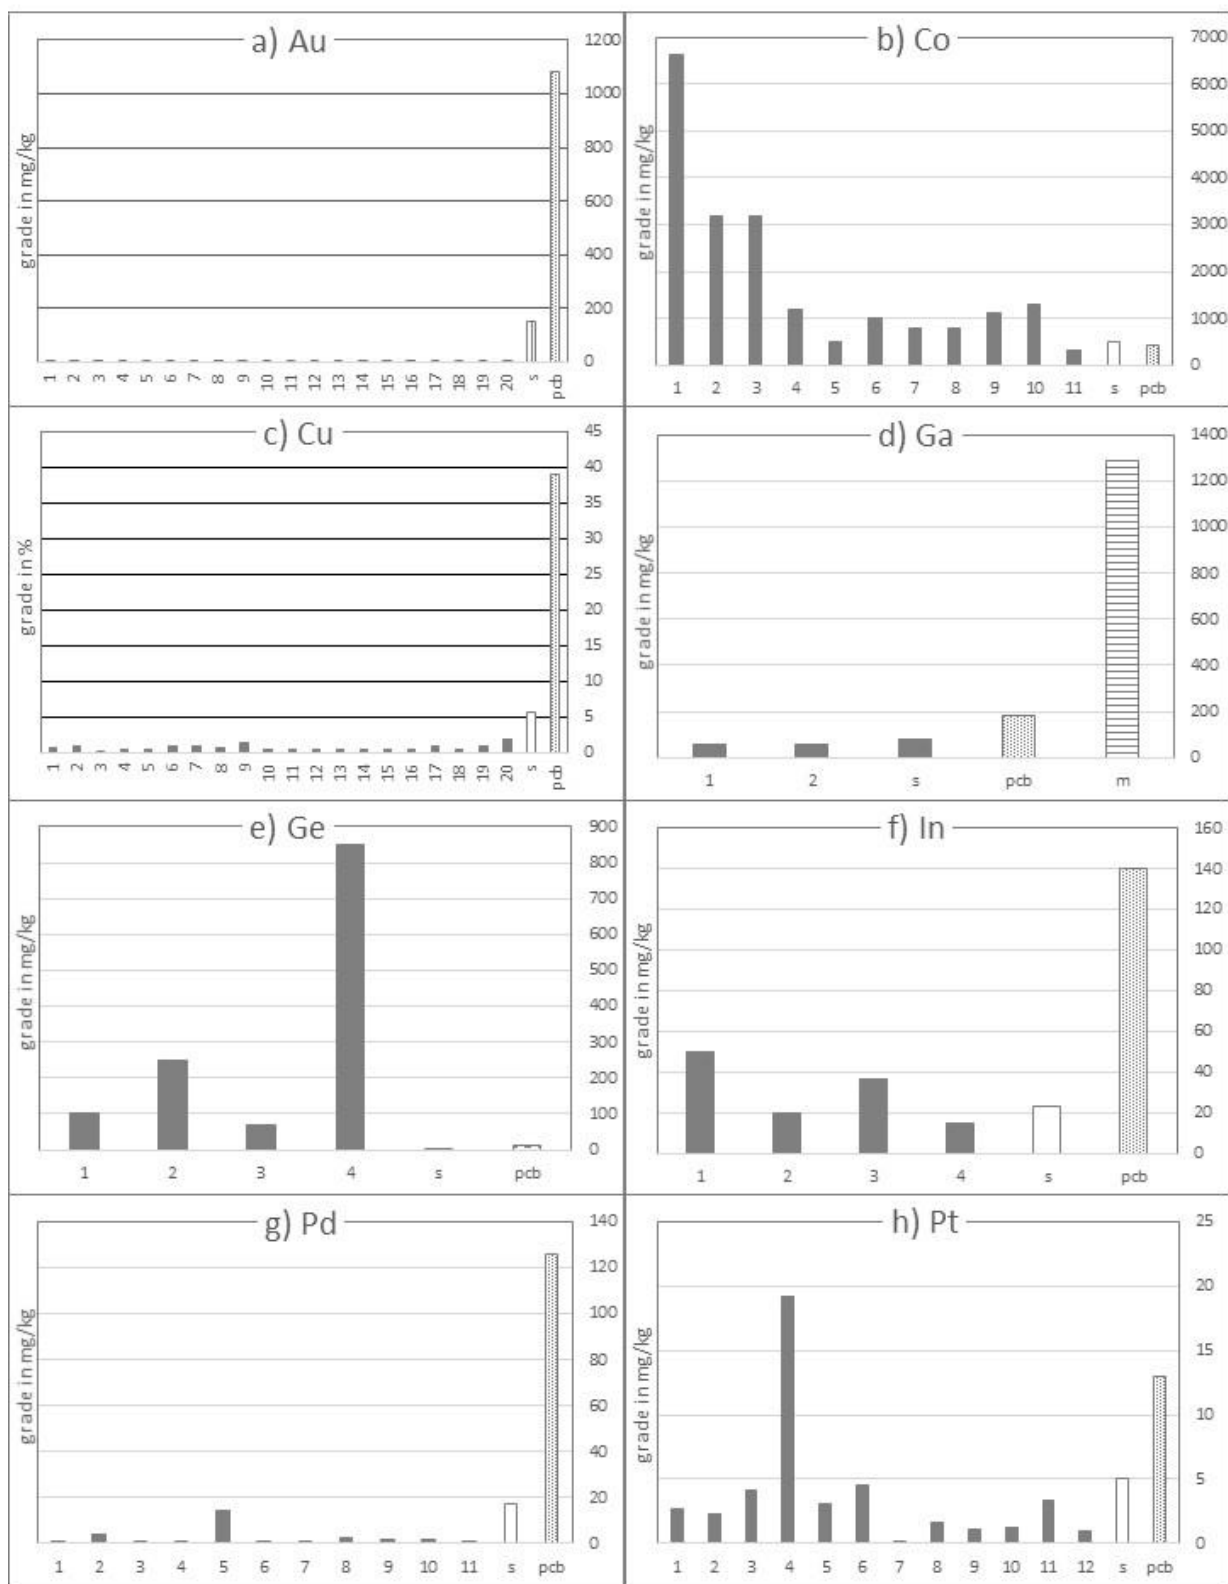 a) Au
grade in mg/kg
1200
1000
800
600
400
200
0
1 2 3 4 5 6 7 8 9 10 11 12 13 14 15 16 17 18 19 20 s pcb
b) Co
grade in mg/kg
7000
6000
5000
4000
3000
2000
1000
0
1 2 3 4 5 6 7 8 9 10 11 s pcb
c) Cu
grade in %
45
40
35
30
25
20
15
10
5
0
1 2 3 4 5 6 7 8 9 10 11 12 13 14 15 16 17 18 19 20 s pcb
d) Ga
grade in mg/kg
1400
1200
1000
800
600
400
200
0
1 2 s pcb m
e) Ge
grade in mg/kg
900
800
700
600
500
400
300
200
100
0
1 2 3 4 s pcb
f) In
grade in mg/kg
160
140
120
100
80
60
40
20
0
1 2 3 4 s pcb
g) Pd
grade in mg/kg
140
120
100
80
60
40
20
0
1 2 3 4 5 6 7 8 9 10 11 s pcb
h) Pt
grade in mg/kg
25
20
15
10
5
0
1 2 3 4 5 6 7 8 9 10 11 12 s pcb